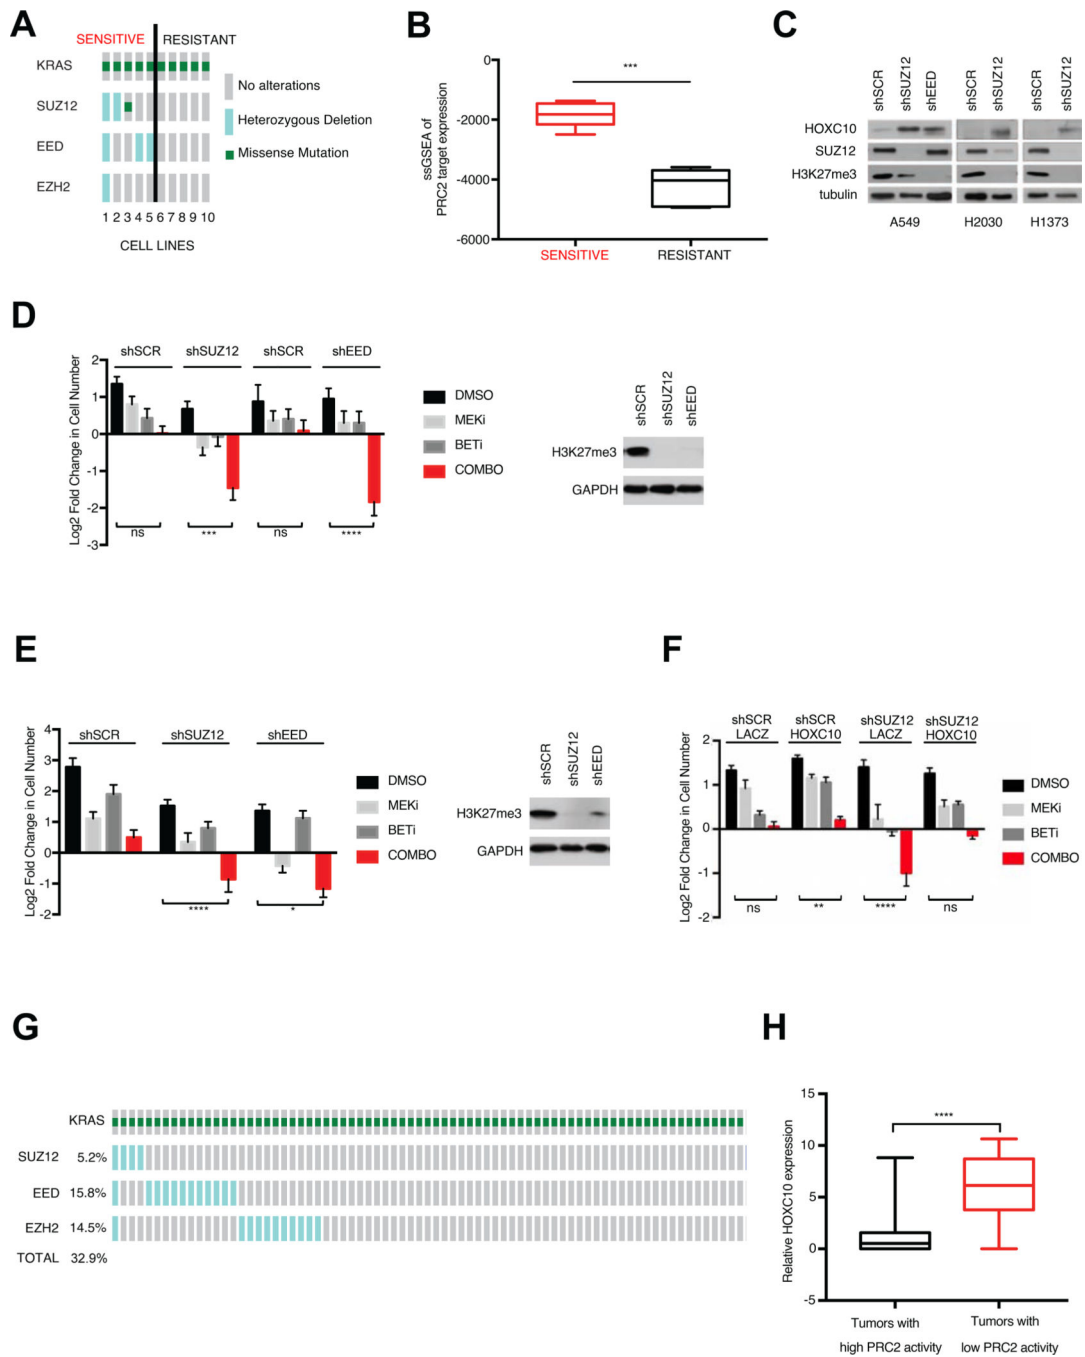 A
SENSITIVE RESISTANT
KRAS
SUZ12
EED
EZH2
1 2 3 4 5 6 7 8 9 10
CELL LINES
No alterations
Heterozygous Deletion
Missense Mutation
B
ssGSEA of
PRC2 target expression
0
-2000
-4000
-6000
***
SENSITIVE RESISTANT
C
shSCR shSUZ12 shEED shSCR shSUZ12 shSCR shSUZ12
HOXC10
SUZ12
H3K27me3
tubulin
A549 H2030 H1373
D
Log2 Fold Change in Cell Number
2
1
0
-1
-2
-3
shSCR shSUZ12 shSCR shEED
ns *** ns ****
DMSO
MEKi
BETi
COMBO
shSCR shSUZ12 shEED
H3K27me3
GAPDH
E
Log2 Fold Change in Cell Number
4
3
2
1
0
-1
-2
shSCR shSUZ12 shEED
**** *
DMSO
MEKi
BETi
COMBO
shSCR shSUZ12 shEED
H3K27me3
GAPDH
F
Log2 Fold Change in Cell Number
2
1
0
-1
-2
shSCR shSCR shSUZ12 shSUZ12
LACZ HOXC10 LACZ HOXC10
ns ** **** ns
DMSO
MEKi
BETi
COMBO
G
KRAS
SUZ12 5.2%
EED 15.8%
EZH2 14.5%
TOTAL 32.9%
H
Relative HOXC10 expression
15
10
5
0
-5
****
Tumors with Tumors with
high PRC2 activity low PRC2 activity